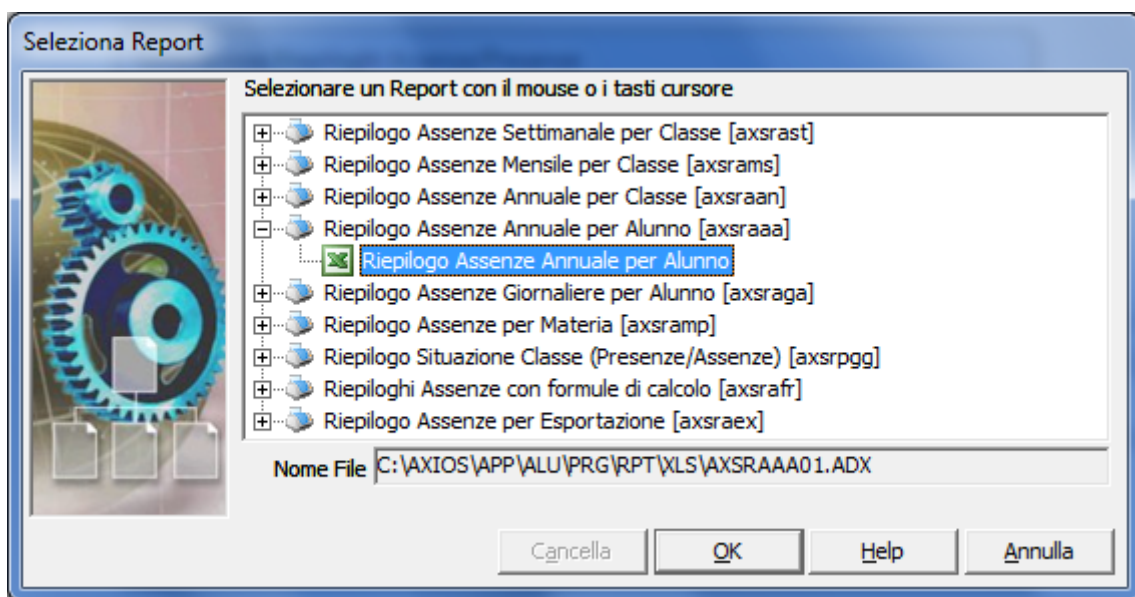 Seleziona Report
Selezionare un Report con il mouse o i tasti cursore
Riepilogo Assenze Settimanale per Classe [axsrast]
Riepilogo Assenze Mensile per Classe [axsrams]
Riepilogo Assenze Annuale per Classe [axsraan]
Riepilogo Assenze Annuale per Alunno [axsraaa]
Riepilogo Assenze Annuale per Alunno
Riepilogo Assenze Giornaliere per Alunno [axsraga]
Riepilogo Assenze per Materia [axsramp]
Riepilogo Situazione Classe (Presenze/Assenze) [axsrpgg]
Riepiloghi Assenze con formule di calcolo [axsrafr]
Riepilogo Assenze per Esportazione [axsraex]
Nome File C:\AXIOS\APP\ALU\PRG\RPT\XLS\AXSRAAA01.ADX
Cancella OK Help Annulla